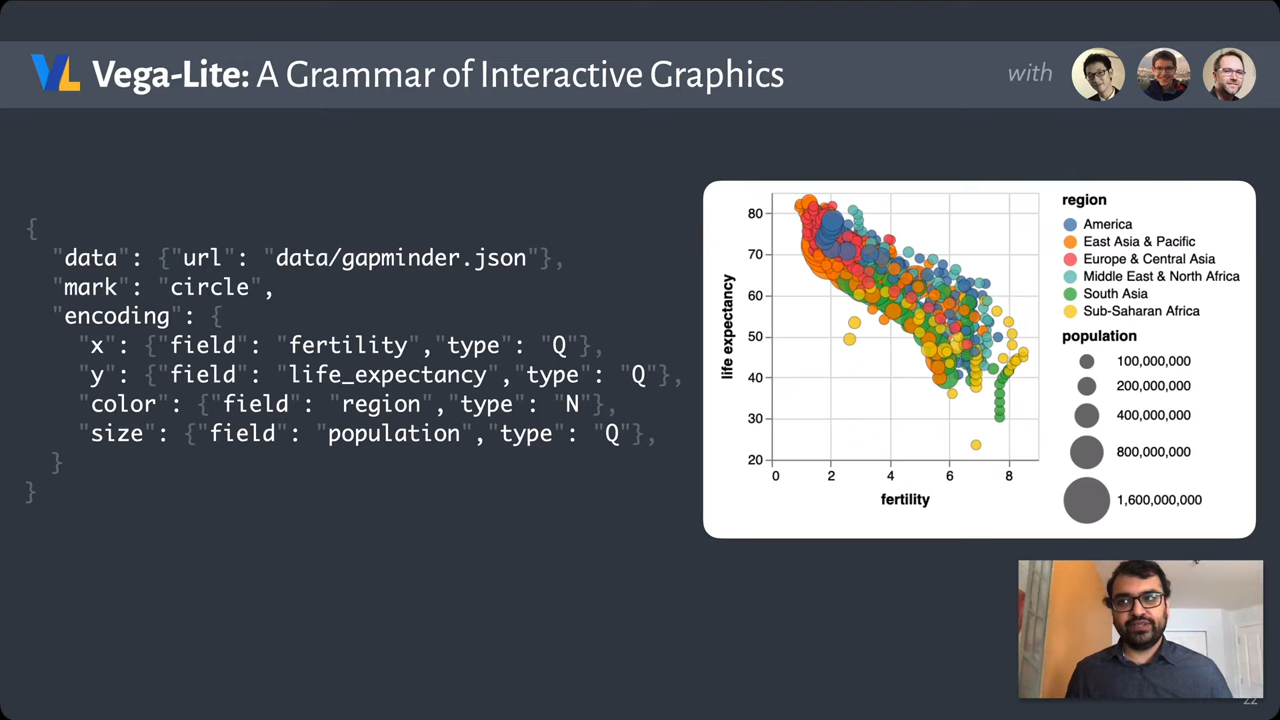 VL Vega-Lite: A Grammar of Interactive Graphics
with
{
"data": {"url": "data/gapminder.json"},
"mark": "circle",
"encoding": {
"x": {"field": "fertility","type": "Q"},
"y": {"field": "life_expectancy","type": "Q"},
"color": {"field": "region","type": "N"},
"size": {"field": "population","type": "Q"},
}
}
life expectancy
80
70
60
50
40
30
20
0 2 4 6 8
fertility
region
America
East Asia & Pacific
Europe & Central Asia
Middle East & North Africa
South Asia
Sub-Saharan Africa
population
100,000,000
200,000,000
400,000,000
800,000,000
1,600,000,000
22